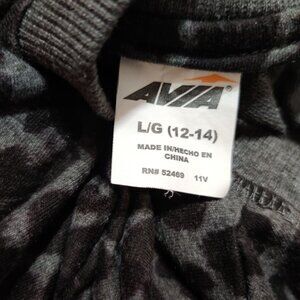 AVIA
L/G (12-14)
MADE IN/HECHO EN
CHINA
RN# 52469 11V